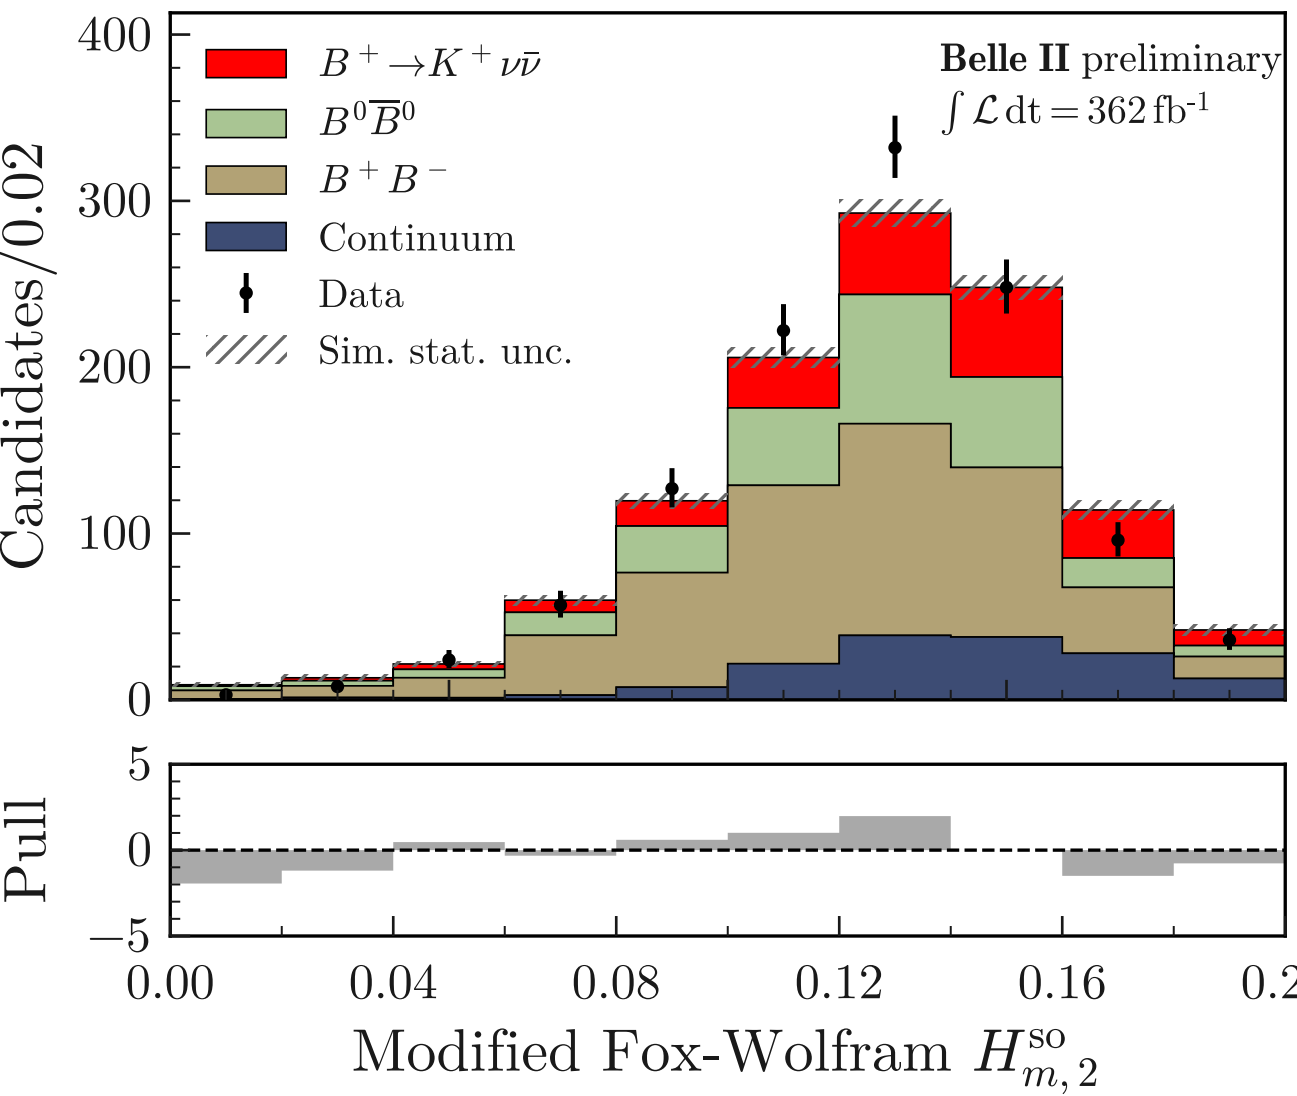 400
300
200
100
0
Candidates/0.02
B⁺→K⁺νν̅
B⁰B̅⁰
B⁺B⁻
Continuum
Data
Sim. stat. unc.
Belle II preliminary
∫ℒ dt = 362 fb⁻¹
5
0
−5
Pull
0.00 0.04 0.08 0.12 0.16 0.2
Modified Fox-Wolfram Hˢᵒₘ,₂